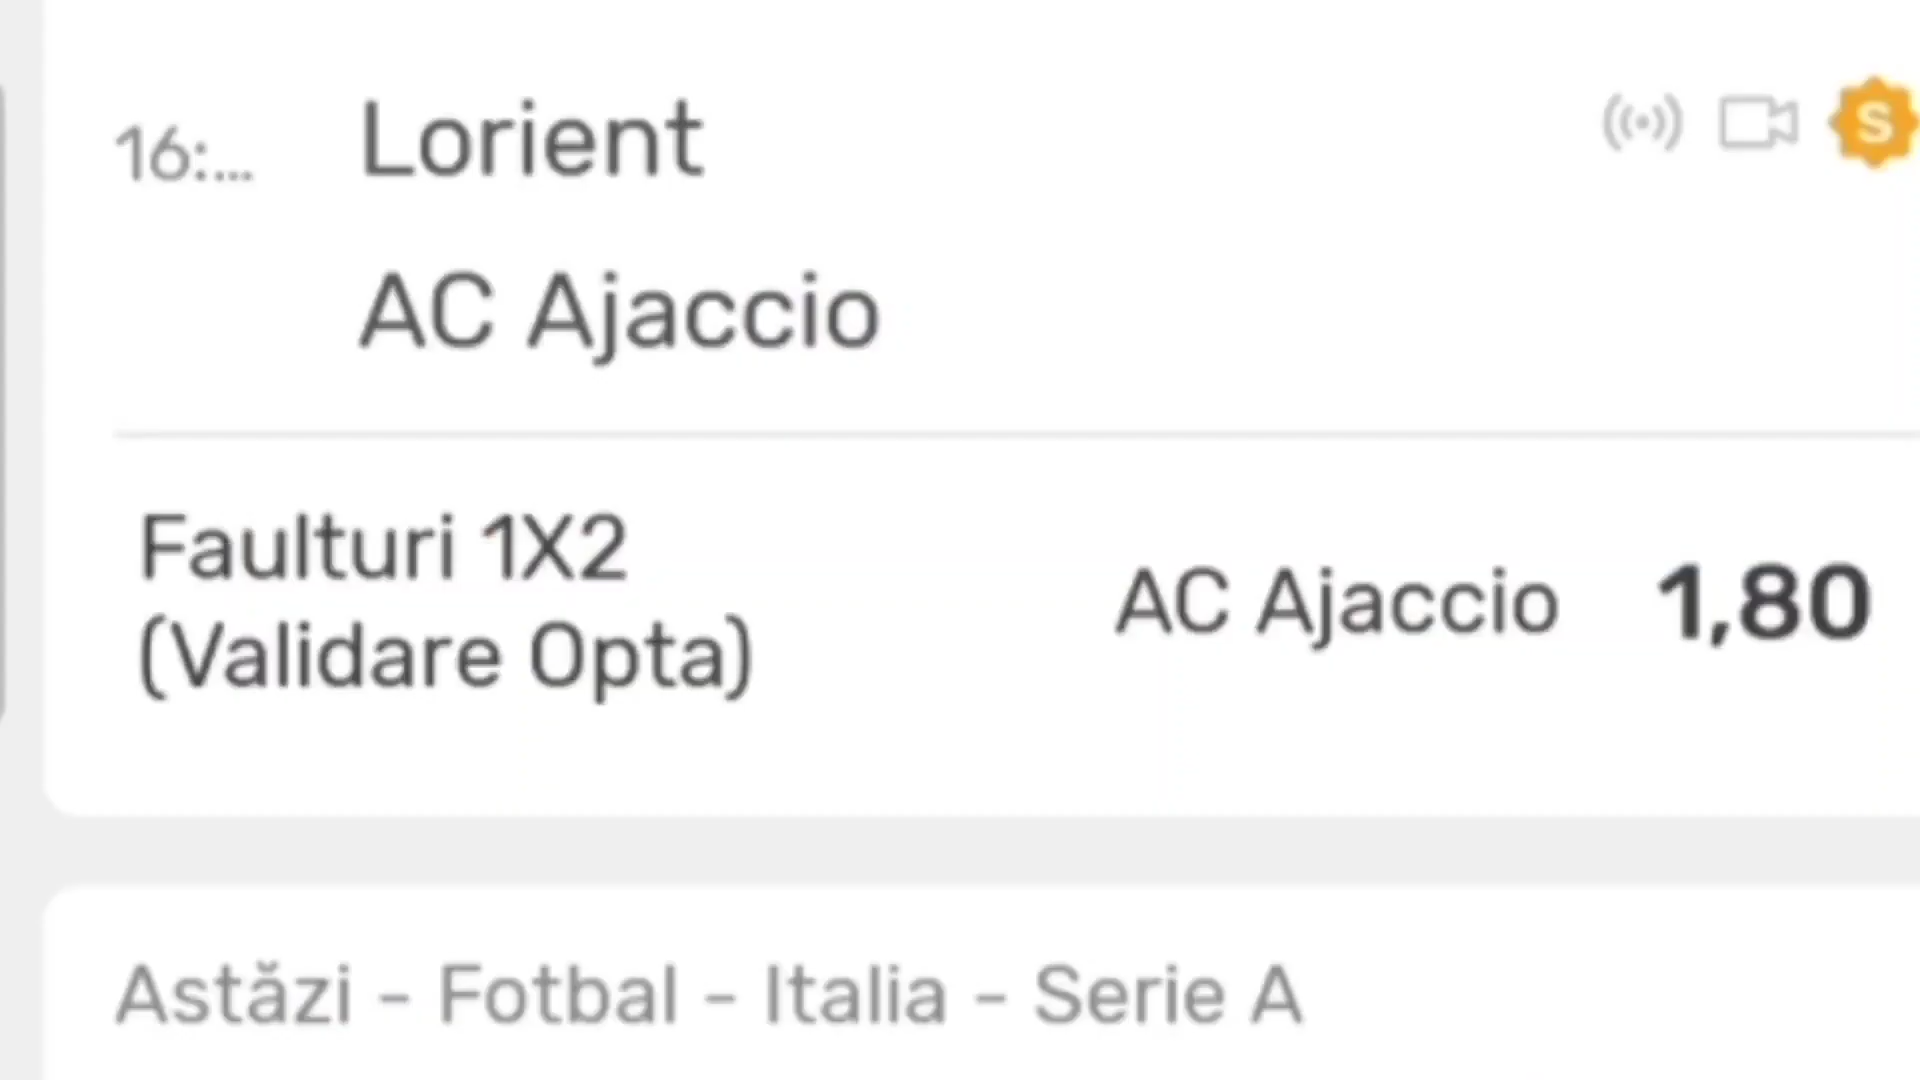 16:... Lorient
S
AC Ajaccio
Faulturi 1X2
(Validare Opta)
AC Ajaccio 1,80
Astăzi - Fotbal - Italia - Serie A